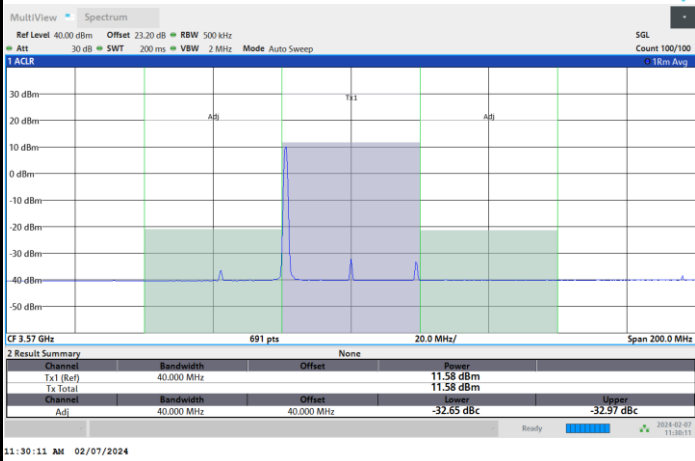 MultiView Spectrum
Ref Level 40.00 dBm Offset 23.20 dB RBW 500 kHz SGL
Att 30 dB SWT 200 ms VBW 2 MHz Mode Auto Sweep Count 100/100
1 ACLR 1Rm Avg
30 dBm
Tx1
20 dBm Adj Adj
10 dBm
0 dBm
-10 dBm
-20 dBm
-30 dBm
-40 dBm
-50 dBm
CF 3.57 GHz 691 pts 20.0 MHz/ Span 200.0 MHz
2 Result Summary None
Channel Bandwidth Offset Power
Tx1 (Ref) 40.000 MHz 11.58 dBm
Tx Total 11.58 dBm
Channel Bandwidth Offset Lower Upper
Adj 40.000 MHz 40.000 MHz -32.65 dBc -32.97 dBc
Ready 2024-02-07
11:30:11
11:30:11 AM 02/07/2024